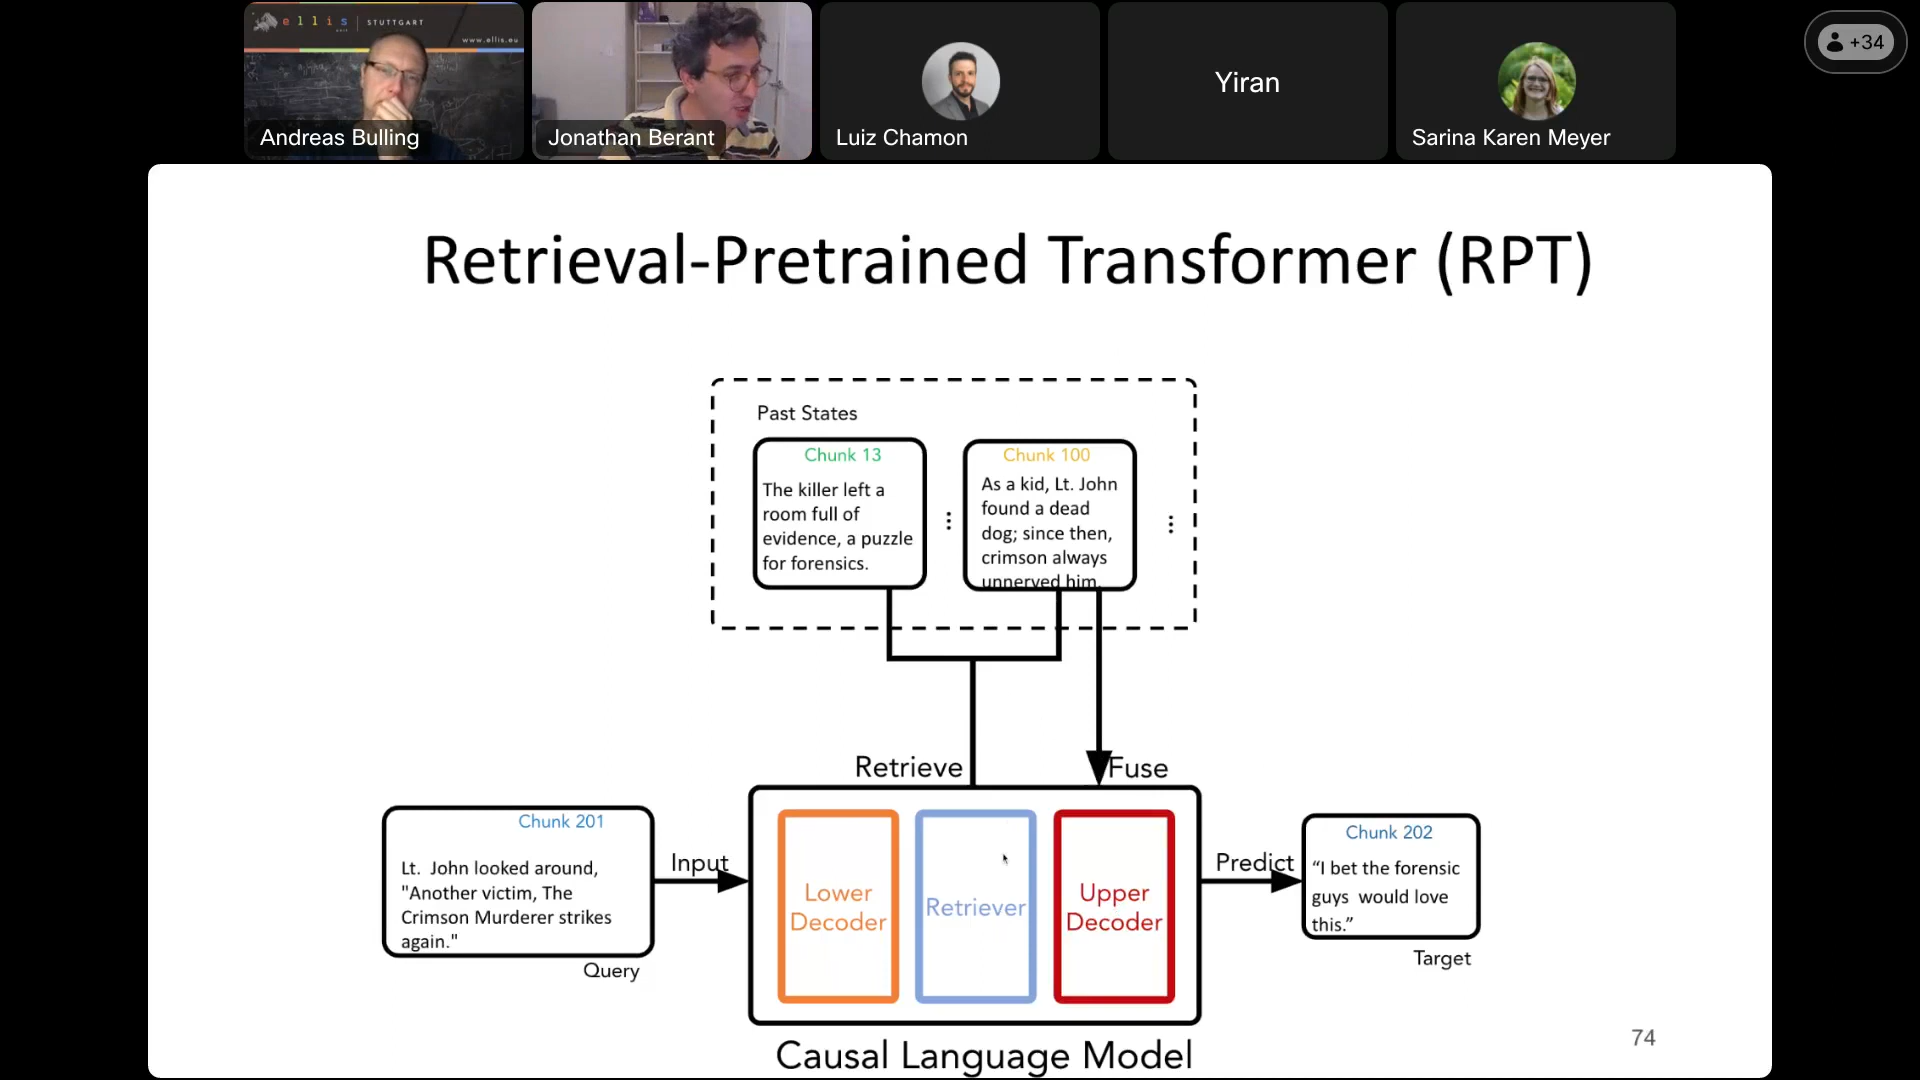 ellis
STUTTGART
unit
www.ellis.eu
Andreas Bulling
Jonathan Berant
Luiz Chamon
Yiran
Sarina Karen Meyer
+34
Retrieval-Pretrained Transformer (RPT)
Past States
Chunk 13
The killer left a
room full of
evidence, a puzzle
for forensics.
Chunk 100
As a kid, Lt. John
found a dead
dog; since then,
crimson always
unnerved him.
Retrieve
Fuse
Chunk 201
Lt. John looked around,
"Another victim, The
Crimson Murderer strikes
again."
Query
Input
Lower
Decoder
Retriever
Upper
Decoder
Predict
Chunk 202
“I bet the forensic
guys would love
this.”
Target
Causal Language Model
74